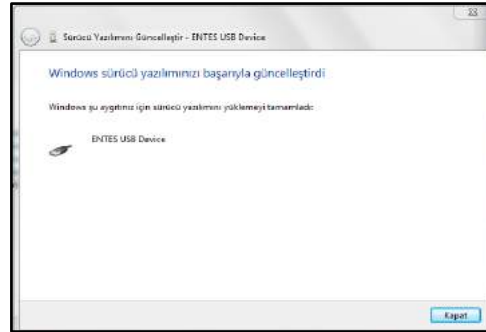 Sürücü Yazılımını Güncelleştir - ENTES USB Device
Windows sürücü yazılımınızı başarıyla güncelleştirdi
Windows şu aygıtınız için sürücü yazılımını yüklemeyi tamamladı:
ENTES USB Device
Kapat